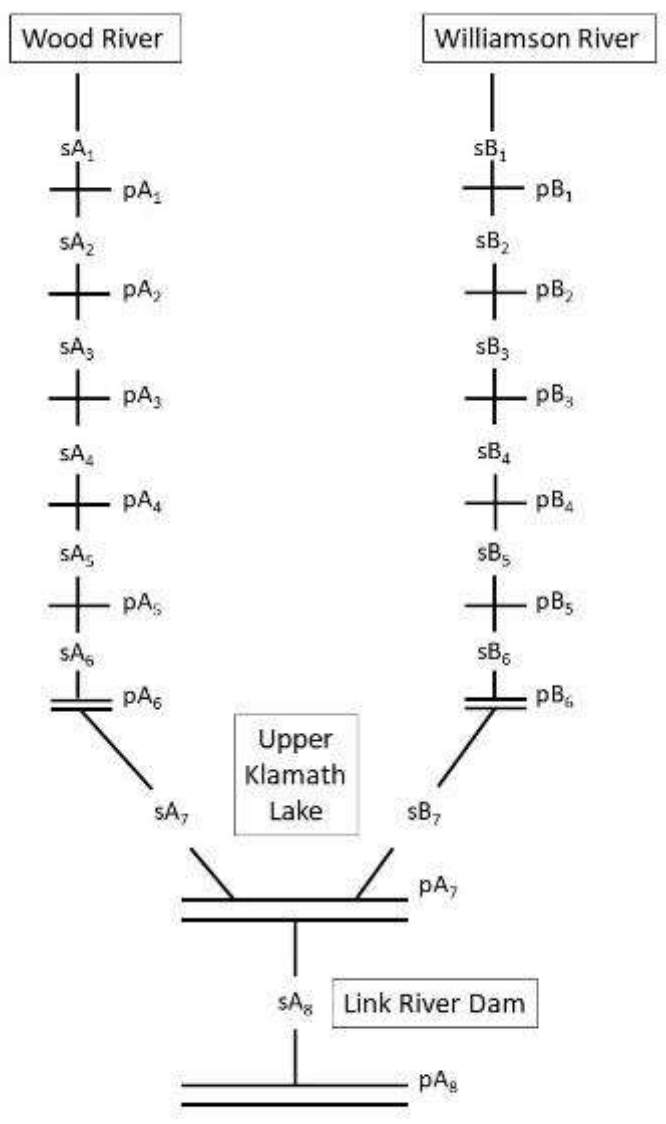 Wood River
Williamson River
sA₁
sB₁
pA₁
pB₁
sA₂
sB₂
pA₂
pB₂
sA₃
sB₃
pA₃
pB₃
sA₄
sB₄
pA₄
pB₄
sA₅
sB₅
pA₅
pB₅
sA₆
sB₆
pA₆
pB₆
Upper
Klamath
Lake
sA₇
sB₇
pA₇
sA₈
Link River Dam
pA₈